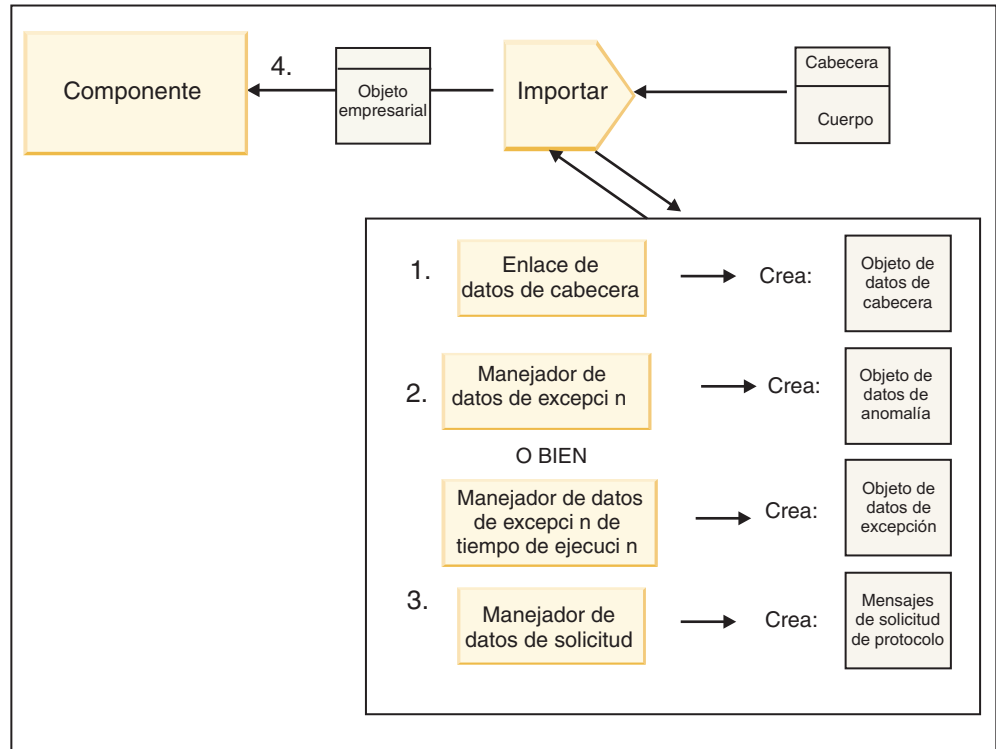 4.
Componente
Objeto
empresarial
Importar
Cabecera
Cuerpo
1.
Enlace de
datos de cabecera
Crea:
Objeto de
datos de
cabecera
2.
Manejador de
datos de excepci n
Crea:
Objeto de
datos de
anomalía
O BIEN
Manejador de datos
de excepci n de
tiempo de ejecuci n
Crea:
Objeto de
datos de
excepción
3.
Manejador de
datos de solicitud
Crea:
Mensajes
de solicitud
de protocolo